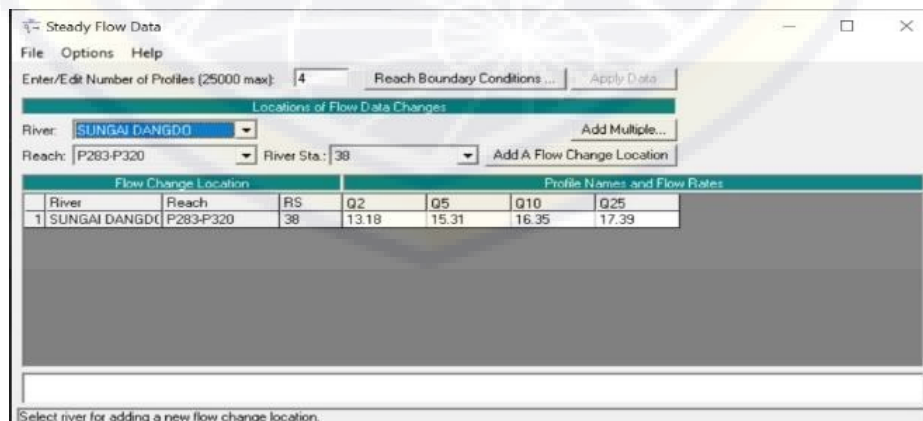 Steady Flow Data
File Options Help
Enter/Edit Number of Profiles (25000 max): 4 Reach Boundary Conditions ... Apply Data
Locations of Flow Data Changes
River: SUNGAI DANGDO Add Multiple...
Reach: P283-P320 River Sta.: 38 Add A Flow Change Location
Flow Change Location Profile Names and Flow Rates
River Reach RS Q2 Q5 Q10 Q25
1 SUNGAI DANGDO P283-P320 38 13.18 15.31 16.35 17.39
Select river for adding a new flow change location.